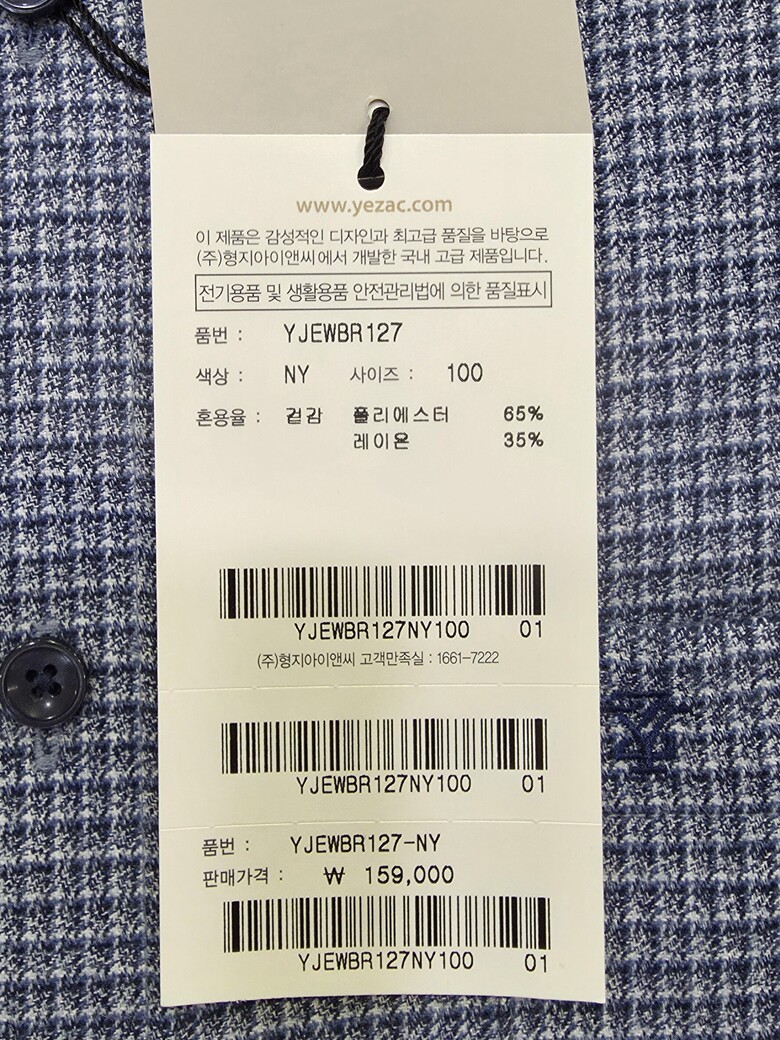 www.yezac.com
이 제품은 감성적인 디자인과 최고급 품질을 바탕으로
(주)형지아이앤씨에서 개발한 국내 고급 제품입니다.
전기용품 및 생활용품 안전관리법에 의한 품질표시
품번 : YJEWBR127
색상 : NY 사이즈 : 100
혼용율 : 겉감 폴리에스터 65%
레이온 35%
YJEWBR127NY100 01
(주)형지아이앤씨 고객만족실 : 1661-7222
YJEWBR127NY100 01
품번 : YJEWBR127-NY
판매가격 : ₩ 159,000
YJEWBR127NY100 01